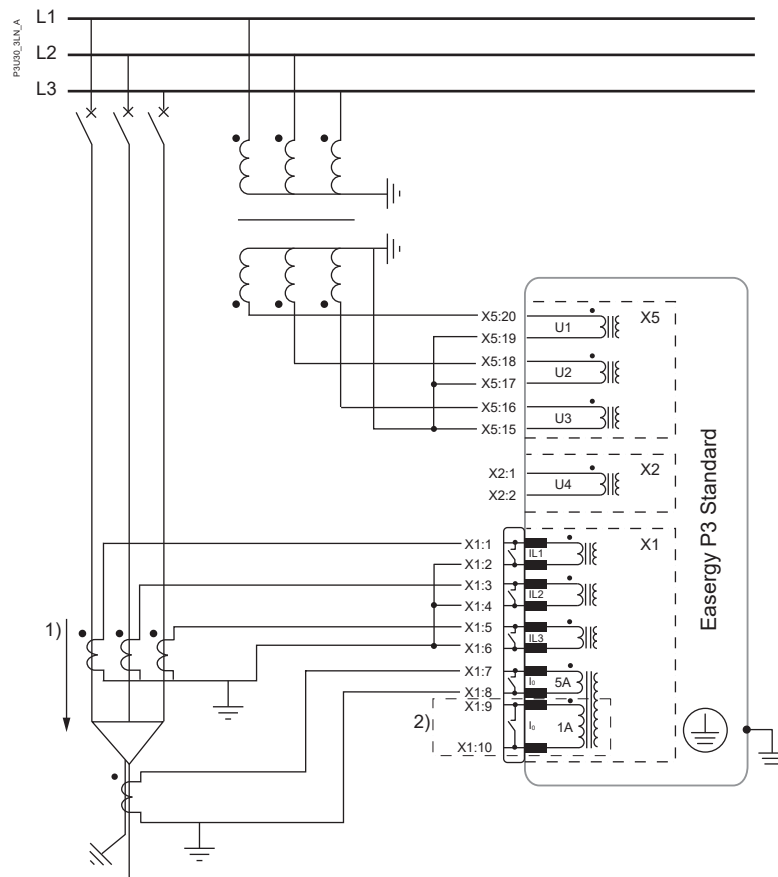 P3U30_3LN_A
L1
L2
L3
X5:20
U1
X5
X5:19
X5:18
U2
X5:17
X5:16
U3
X5:15
X2:1
U4
X2
X2:2
Easergy P3 Standard
X1:1
IL1
X1
X1:2
X1:3
IL2
X1:4
1)
X1:5
IL3
X1:6
X1:7
I₀
5A
X1:8
X1:9
2)
I₀
1A
X1:10